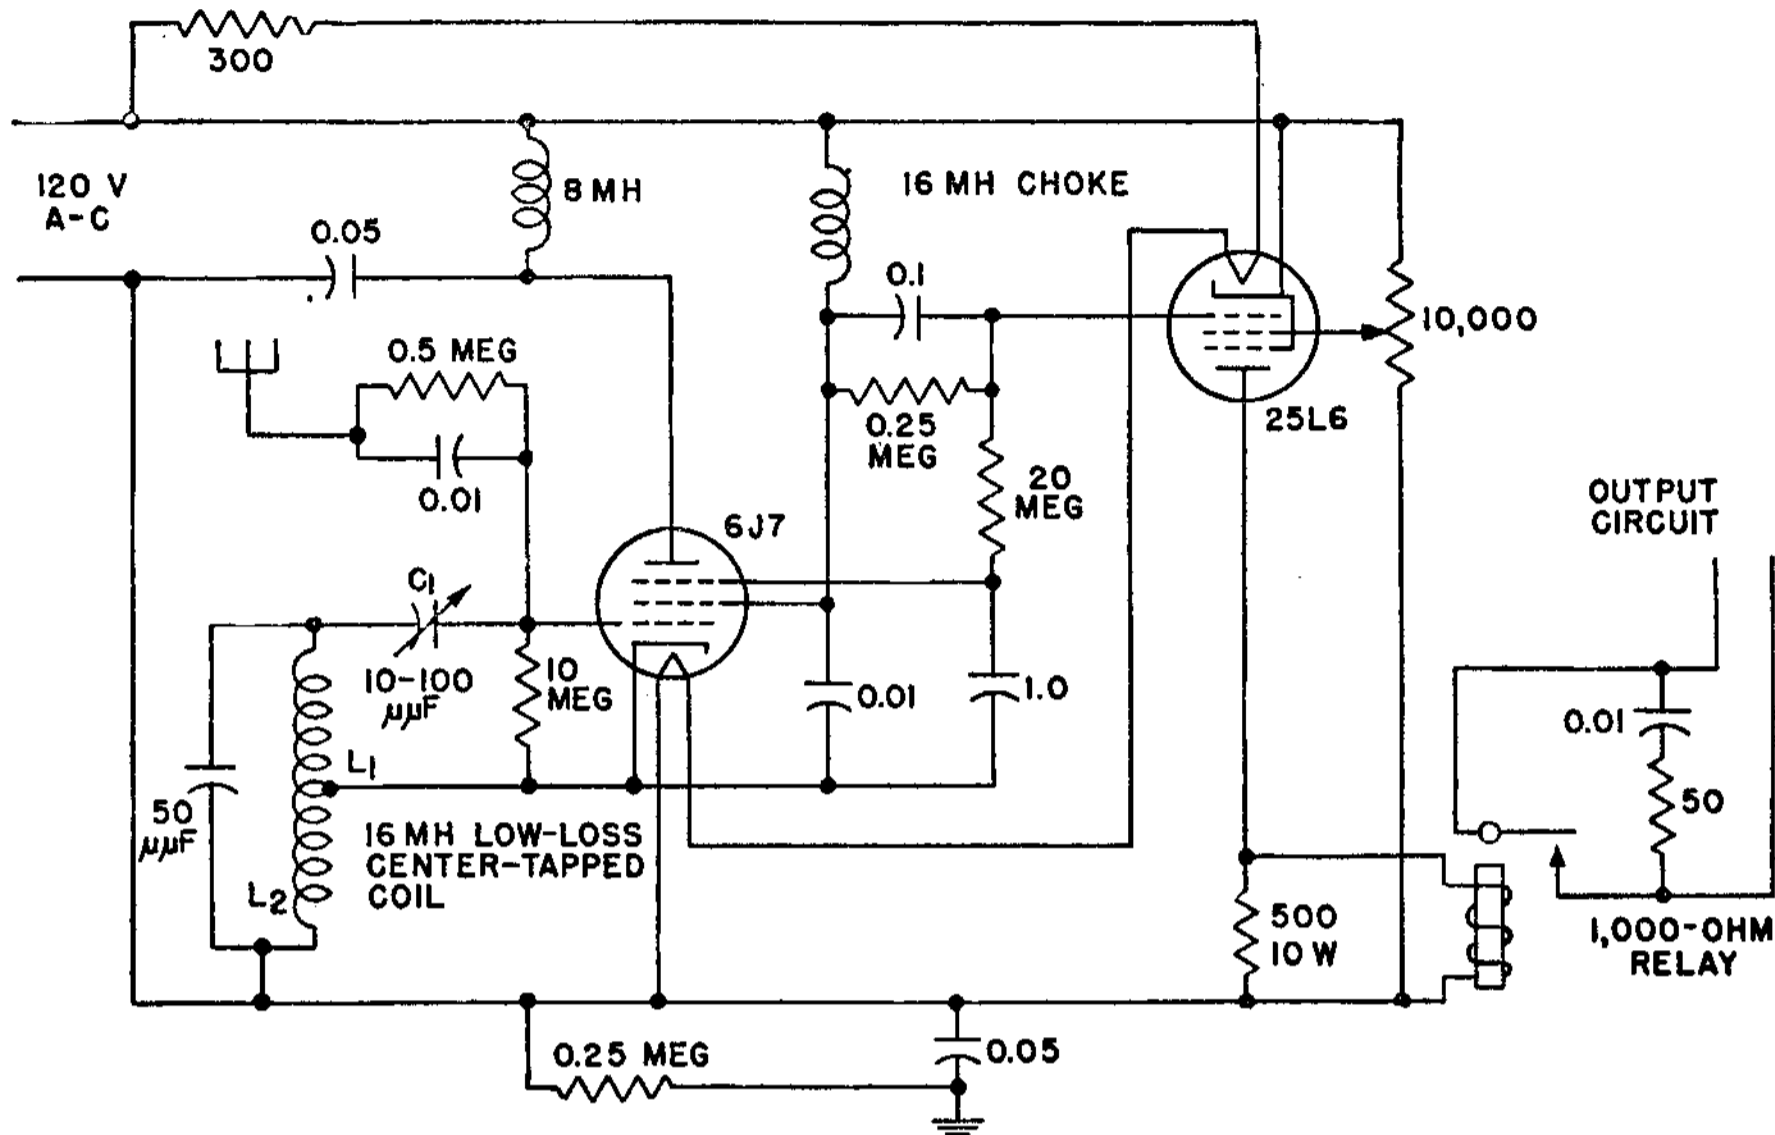 300
120 V
A-C
8 MH
16 MH CHOKE
0.05
0.1
10,000
0.5 MEG
0.25
MEG
25L6
0.01
20
MEG
OUTPUT
CIRCUIT
6J7
C1
10-100
μμF
10
MEG
0.01
1.0
0.01
L1
50
μμF
16 MH LOW-LOSS
CENTER-TAPPED
COIL
L2
50
500
10 W
1,000-OHM
RELAY
0.25 MEG
0.05